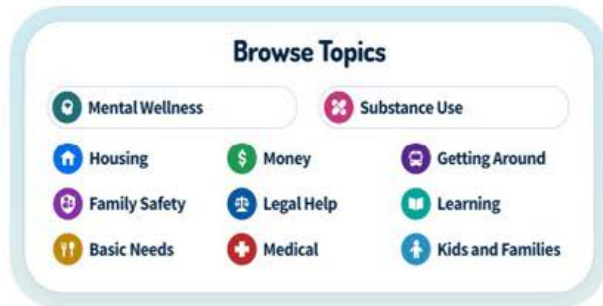 Browse Topics
Mental Wellness
Substance Use
Housing
Money
Getting Around
Family Safety
Legal Help
Learning
Basic Needs
Medical
Kids and Families